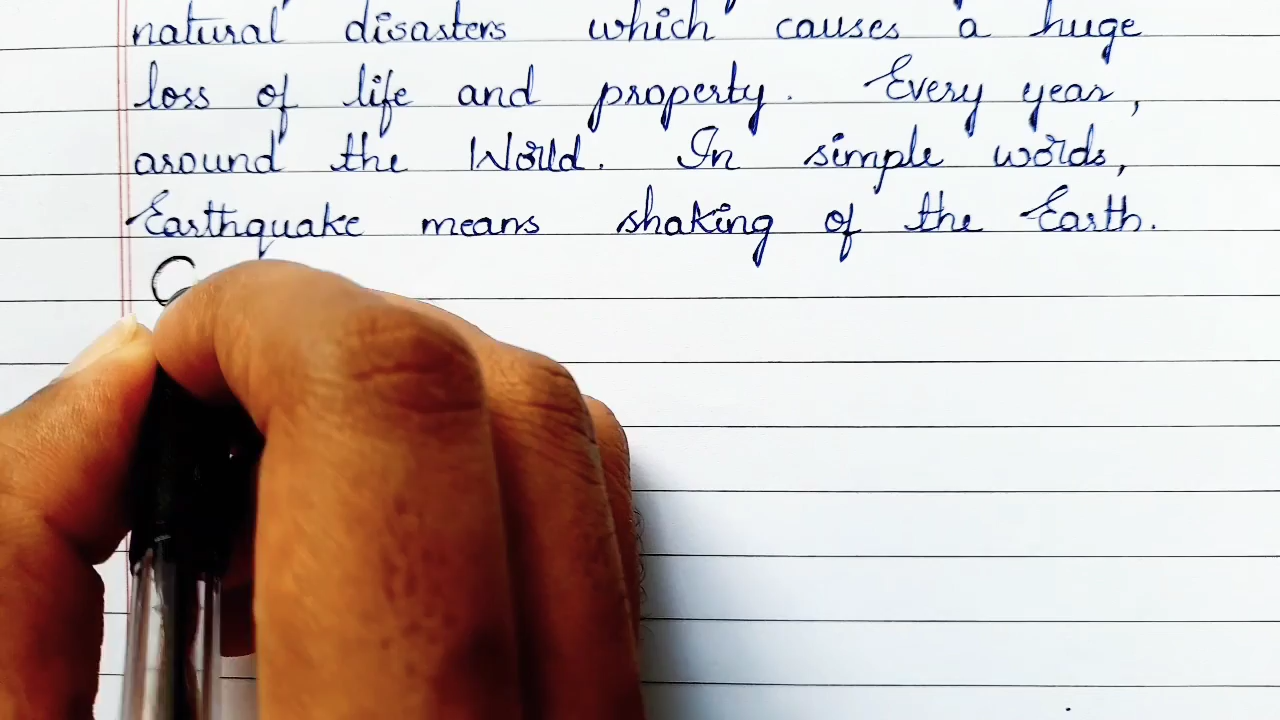 natural disasters which causes a huge
loss of life and property. Every year,
around the World. In simple words,
Earthquake means shaking of the Earth.
C